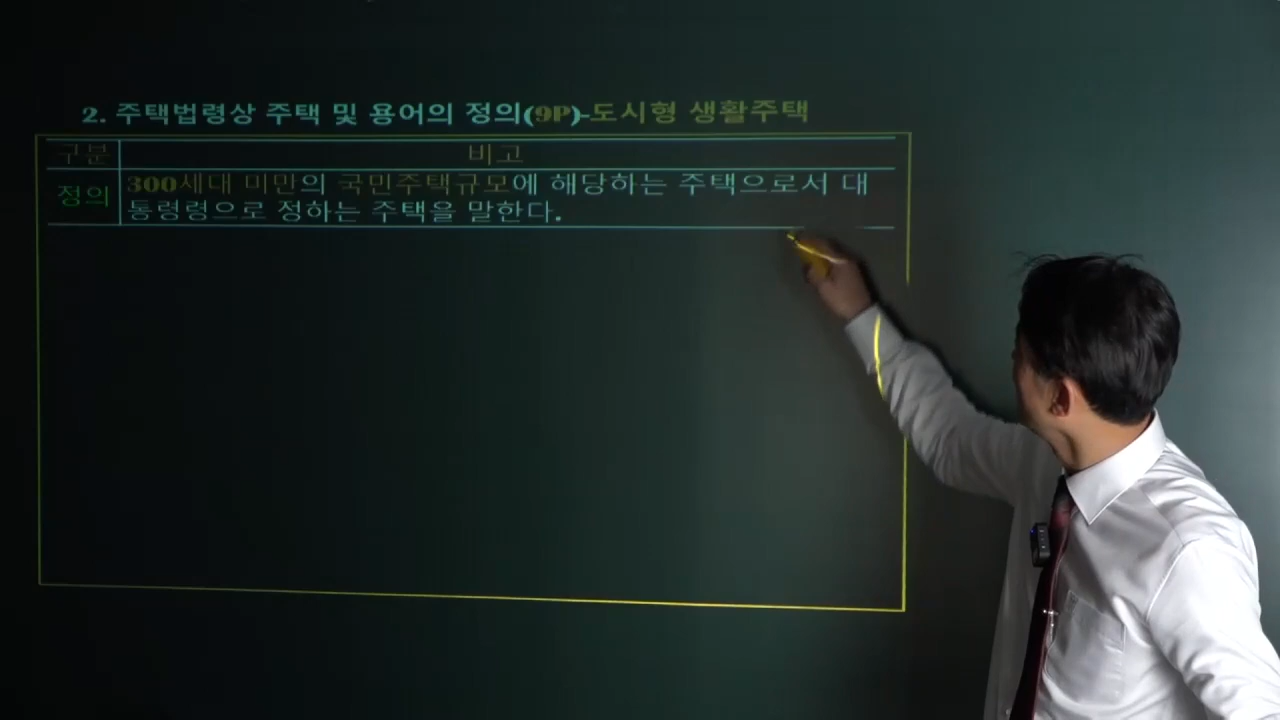 2. 주택법령상 주택 및 용어의 정의(9P)-도시형 생활주택
구분 비고
정의 300세대 미만의 국민주택규모에 해당하는 주택으로서 대
통령령으로 정하는 주택을 말한다.